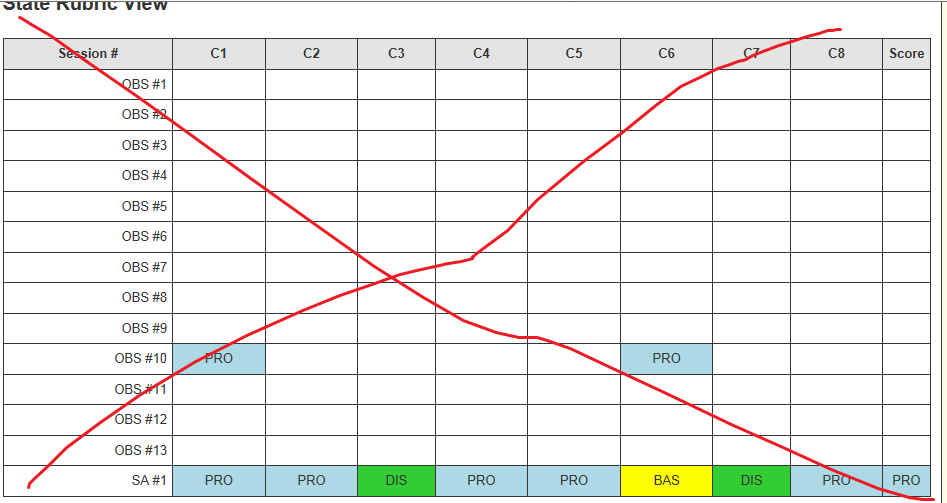 State Rubric View
Session # C1 C2 C3 C4 C5 C6 C7 C8 Score
OBS #1
OBS #2
OBS #3
OBS #4
OBS #5
OBS #6
OBS #7
OBS #8
OBS #9
OBS #10 PRO PRO
OBS #11
OBS #12
OBS #13
SA #1 PRO PRO DIS PRO PRO BAS DIS PRO PRO